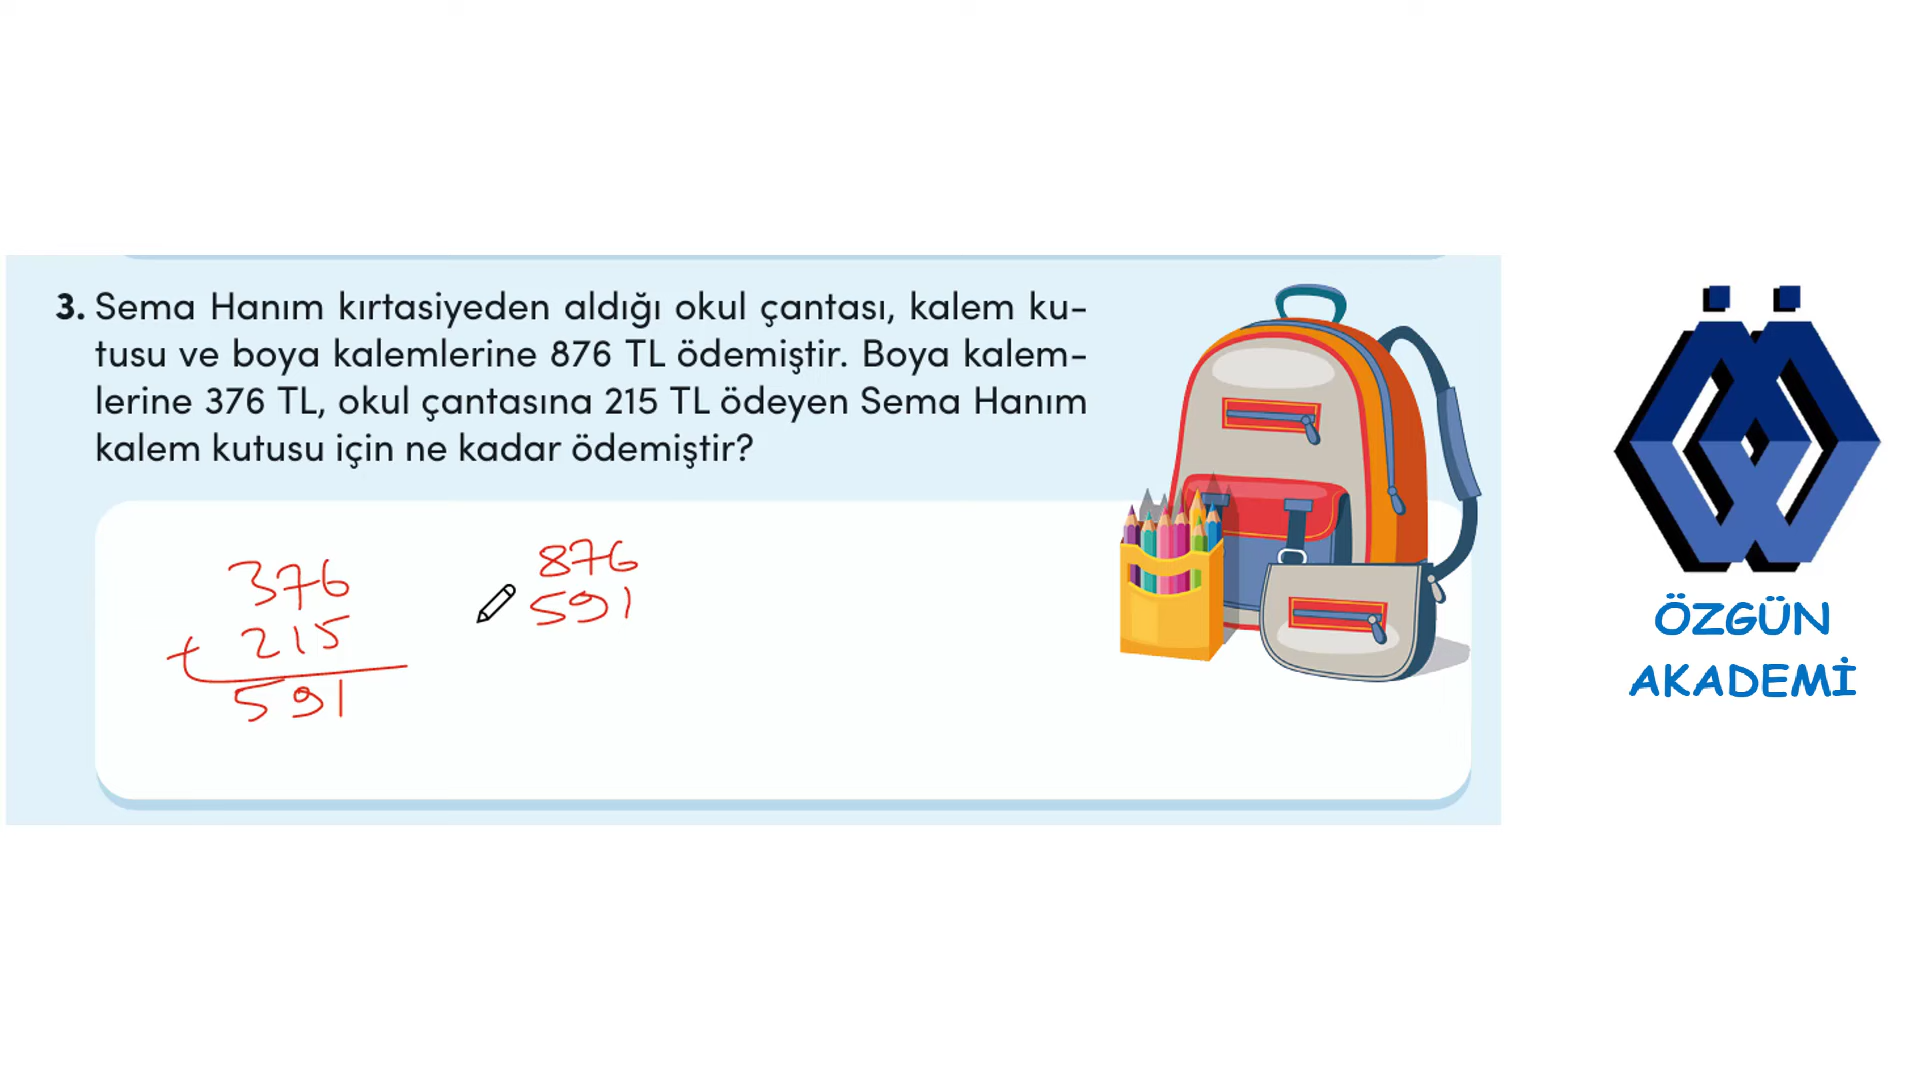 3. Sema Hanım kırtasiyeden aldığı okul çantası, kalem ku-
tusu ve boya kalemlerine 876 TL ödemiştir. Boya kalem-
lerine 376 TL, okul çantasına 215 TL ödeyen Sema Hanım
kalem kutusu için ne kadar ödemiştir?
376
+ 215
591
876
591
ÖZGÜN
AKADEMİ